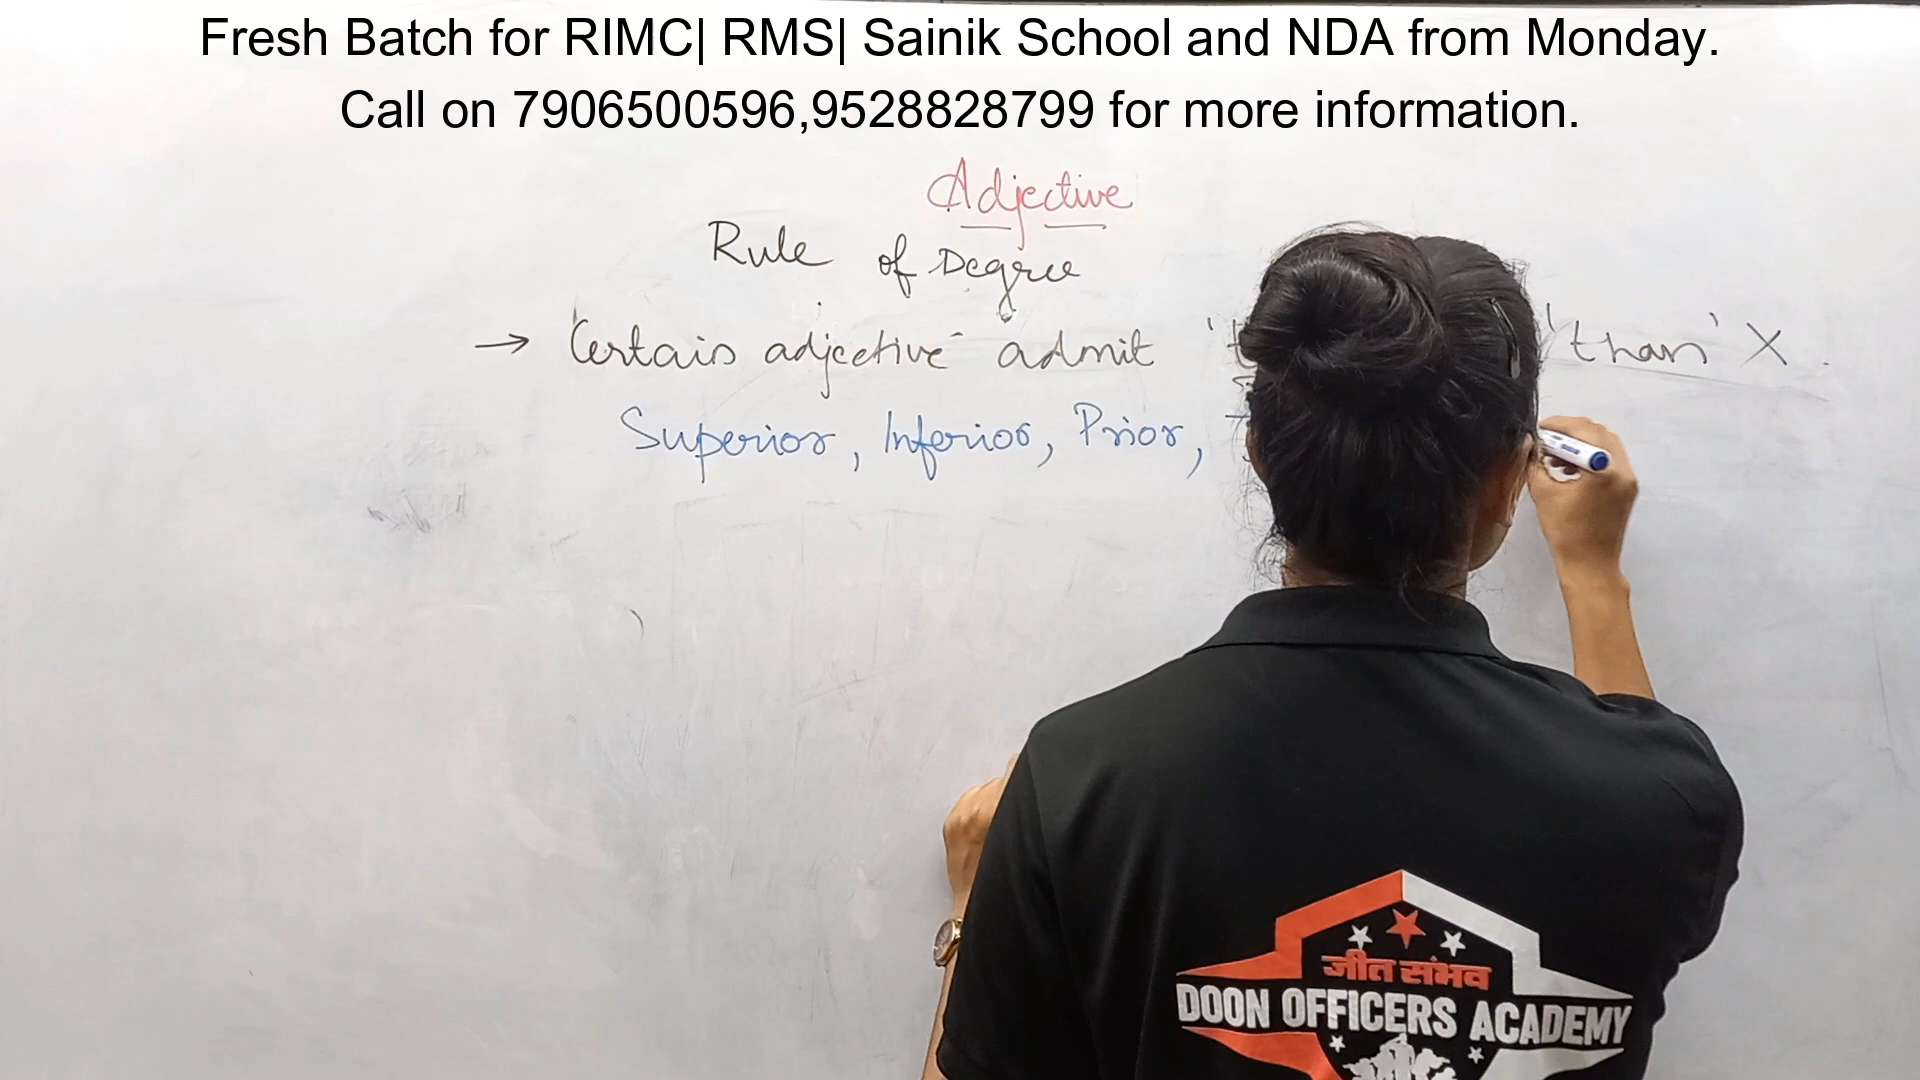 Fresh Batch for RIMC| RMS| Sainik School and NDA from Monday.
Call on 7906500596,9528828799 for more information.
Adjective
Rule of Degree
→ Certain adjective admit 'than' X
Superior, Inferior, Prior,
जीत संभव
DOON OFFICERS ACADEMY